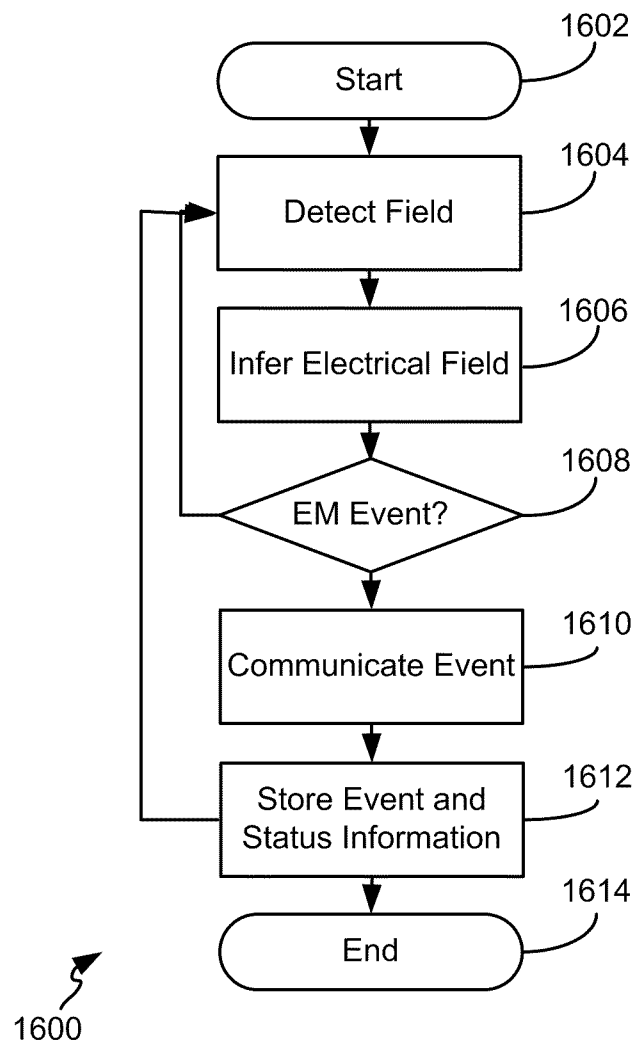 1602
Start
1604
Detect Field
1606
Infer Electrical Field
1608
EM Event?
1610
Communicate Event
1612
Store Event and
Status Information
1614
End
1600